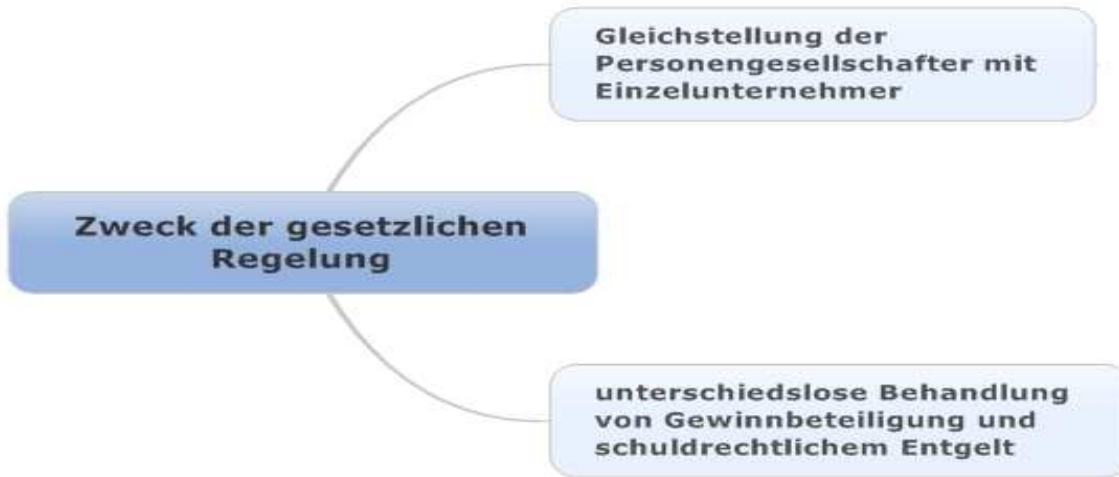 Gleichstellung der
Personengesellschafter mit
Einzelunternehmer
Zweck der gesetzlichen
Regelung
unterschiedslose Behandlung
von Gewinnbeteiligung und
schuldrechtlichem Entgelt